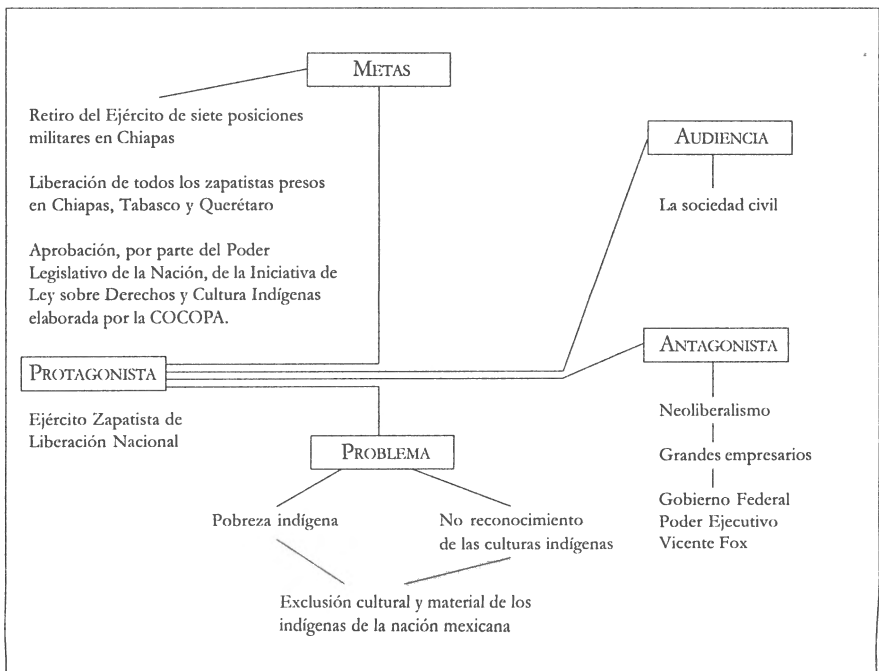 METAS
Retiro del Ejército de siete posiciones
militares en Chiapas
Liberación de todos los zapatistas presos
en Chiapas, Tabasco y Querétaro
Aprobación, por parte del Poder
Legislativo de la Nación, de la Iniciativa de
Ley sobre Derechos y Cultura Indígenas
elaborada por la COCOPA.
AUDIENCIA
La sociedad civil
PROTAGONISTA
Ejército Zapatista de
Liberación Nacional
ANTAGONISTA
Neoliberalismo
Grandes empresarios
Gobierno Federal
Poder Ejecutivo
Vicente Fox
PROBLEMA
Pobreza indígena
No reconocimiento
de las culturas indígenas
Exclusión cultural y material de los
indígenas de la nación mexicana